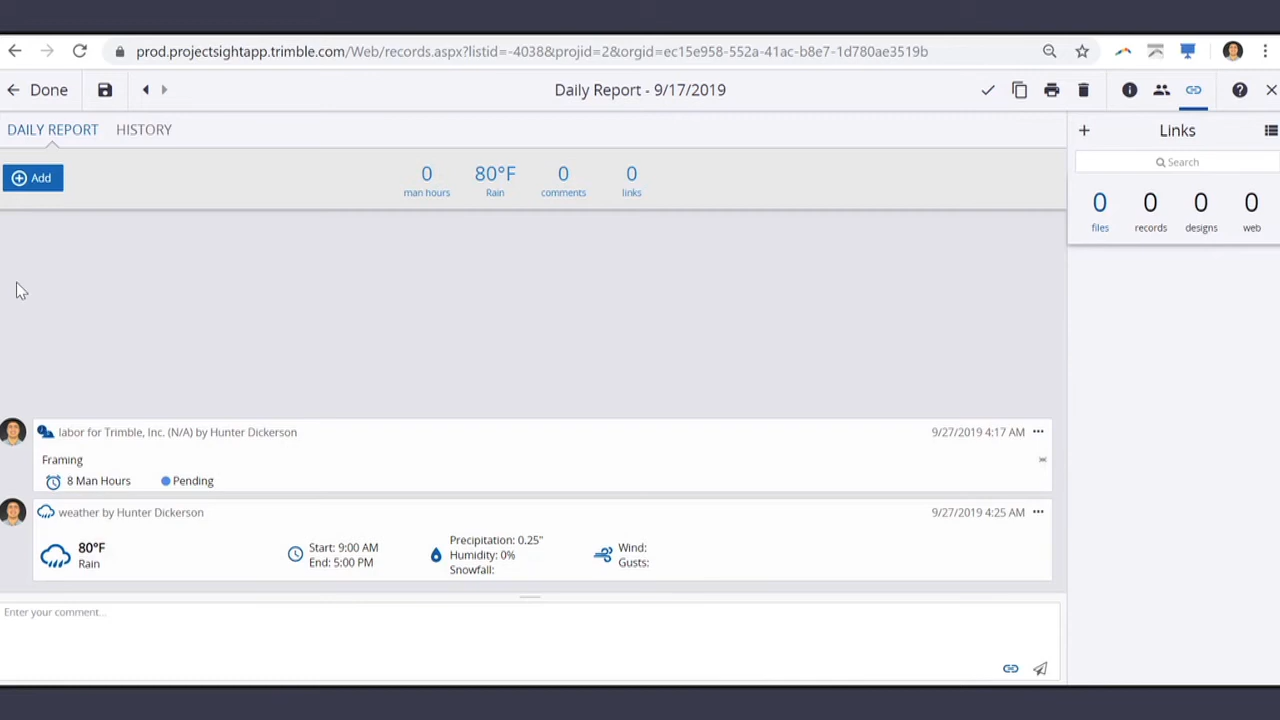 prod.projectsightapp.trimble.com/Web/records.aspx?listid=-4038&projid=2&orgid=ec15e958-552a-41ac-b8e7-1d780ae3519b
Done
Daily Report - 9/17/2019
DAILY REPORT HISTORY
Links
Add
0 80°F 0 0
man hours Rain comments links
Search
0 0 0 0
files records designs web
labor for Trimble, Inc. (N/A) by Hunter Dickerson 9/27/2019 4:17 AM
Framing
8 Man Hours Pending
weather by Hunter Dickerson 9/27/2019 4:25 AM
80°F
Rain
Start: 9:00 AM
End: 5:00 PM
Precipitation: 0.25"
Humidity: 0%
Snowfall:
Wind:
Gusts:
Enter your comment...